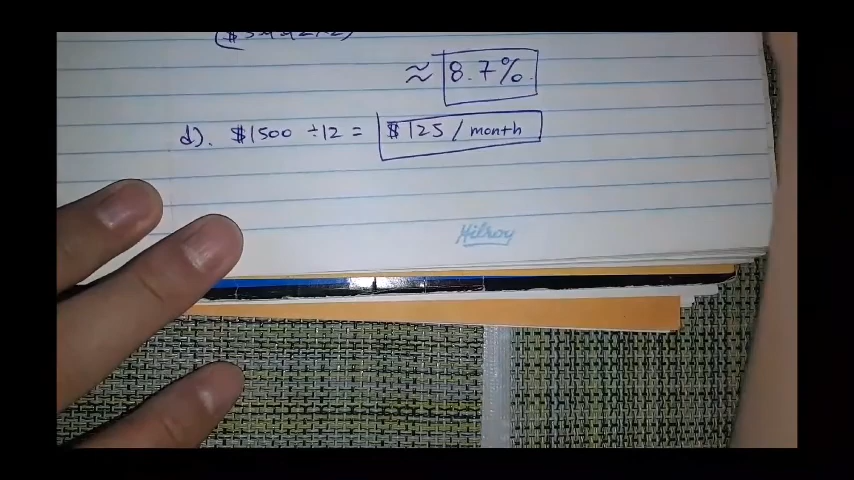 ≈ 8.7%.
d). $1500 ÷12 = $125 / month
Hilroy